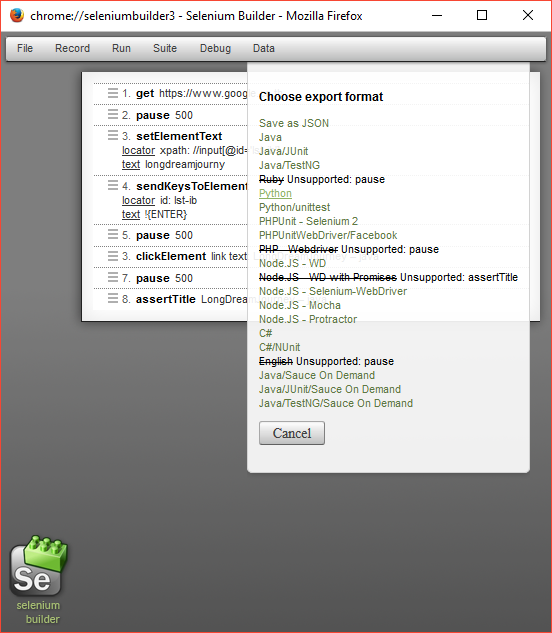 chrome://seleniumbuilder3 - Selenium Builder - Mozilla Firefox
File Record Run Suite Debug Data
1. get https://www.google
2. pause 500
3. setElementText
locator xpath: //input[@id=
text longdreamjourny
4. sendKeysToElement
locator id: lst-ib
text !{ENTER}
5. pause 500
3. clickElement link text
7. pause 500
8. assertTitle LongDream
Choose export format
Save as JSON
Java
Java/JUnit
Java/TestNG
Ruby Unsupported: pause
Python
Python/unittest
PHPUnit - Selenium 2
PHPUnitWebDriver/Facebook
PHP - Webdriver Unsupported: pause
Node.JS - WD
Node.JS - WD with Promises Unsupported: assertTitle
Node.JS - Selenium-WebDriver
Node.JS - Mocha
Node.JS - Protractor
C#
C#/NUnit
English Unsupported: pause
Java/Sauce On Demand
Java/JUnit/Sauce On Demand
Java/TestNG/Sauce On Demand
Cancel
Se
selenium
builder